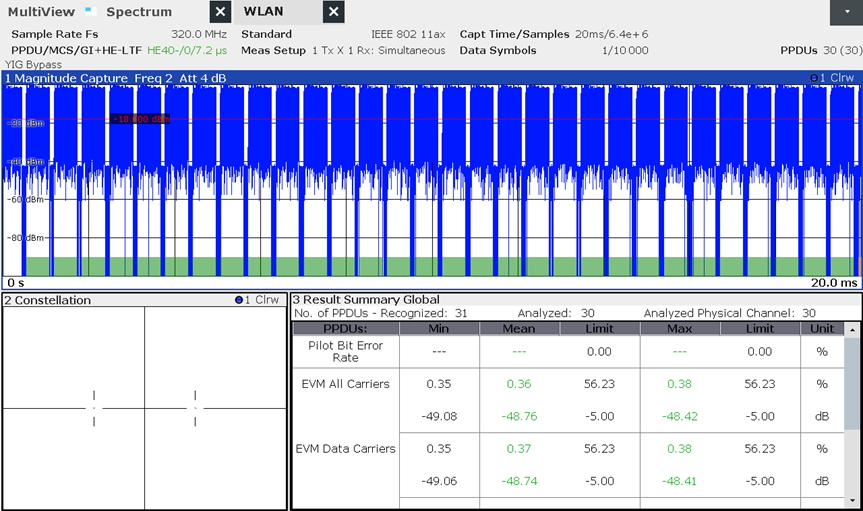 MultiView Spectrum WLAN
Sample Rate Fs 320.0 MHz Standard IEEE 802 11ax Capt Time/Samples 20ms/6.4e+6
PPDU/MCS/GI+HE-LTF HE40-/0/7.2 µs Meas Setup 1 Tx X 1 Rx: Simultaneous Data Symbols 1/10 000 PPDUs 30 (30)
YIG Bypass
1 Magnitude Capture Freq 2 Att 4 dB 1 Clrw
-18.000 dBm
-20 dBm
-40 dBm
-60 dBm
-80 dBm
0 s 20.0 ms
2 Constellation 1 Clrw
3 Result Summary Global
No. of PPDUs - Recognized: 31 Analyzed: 30 Analyzed Physical Channel: 30
PPDUs: Min Mean Limit Max Limit Unit
Pilot Bit Error
Rate --- --- 0.00 --- 0.00 %
EVM All Carriers 0.35 0.36 56.23 0.38 56.23 %
-49.08 -48.76 -5.00 -48.42 -5.00 dB
EVM Data Carriers 0.35 0.37 56.23 0.38 56.23 %
-49.06 -48.74 -5.00 -48.41 -5.00 dB